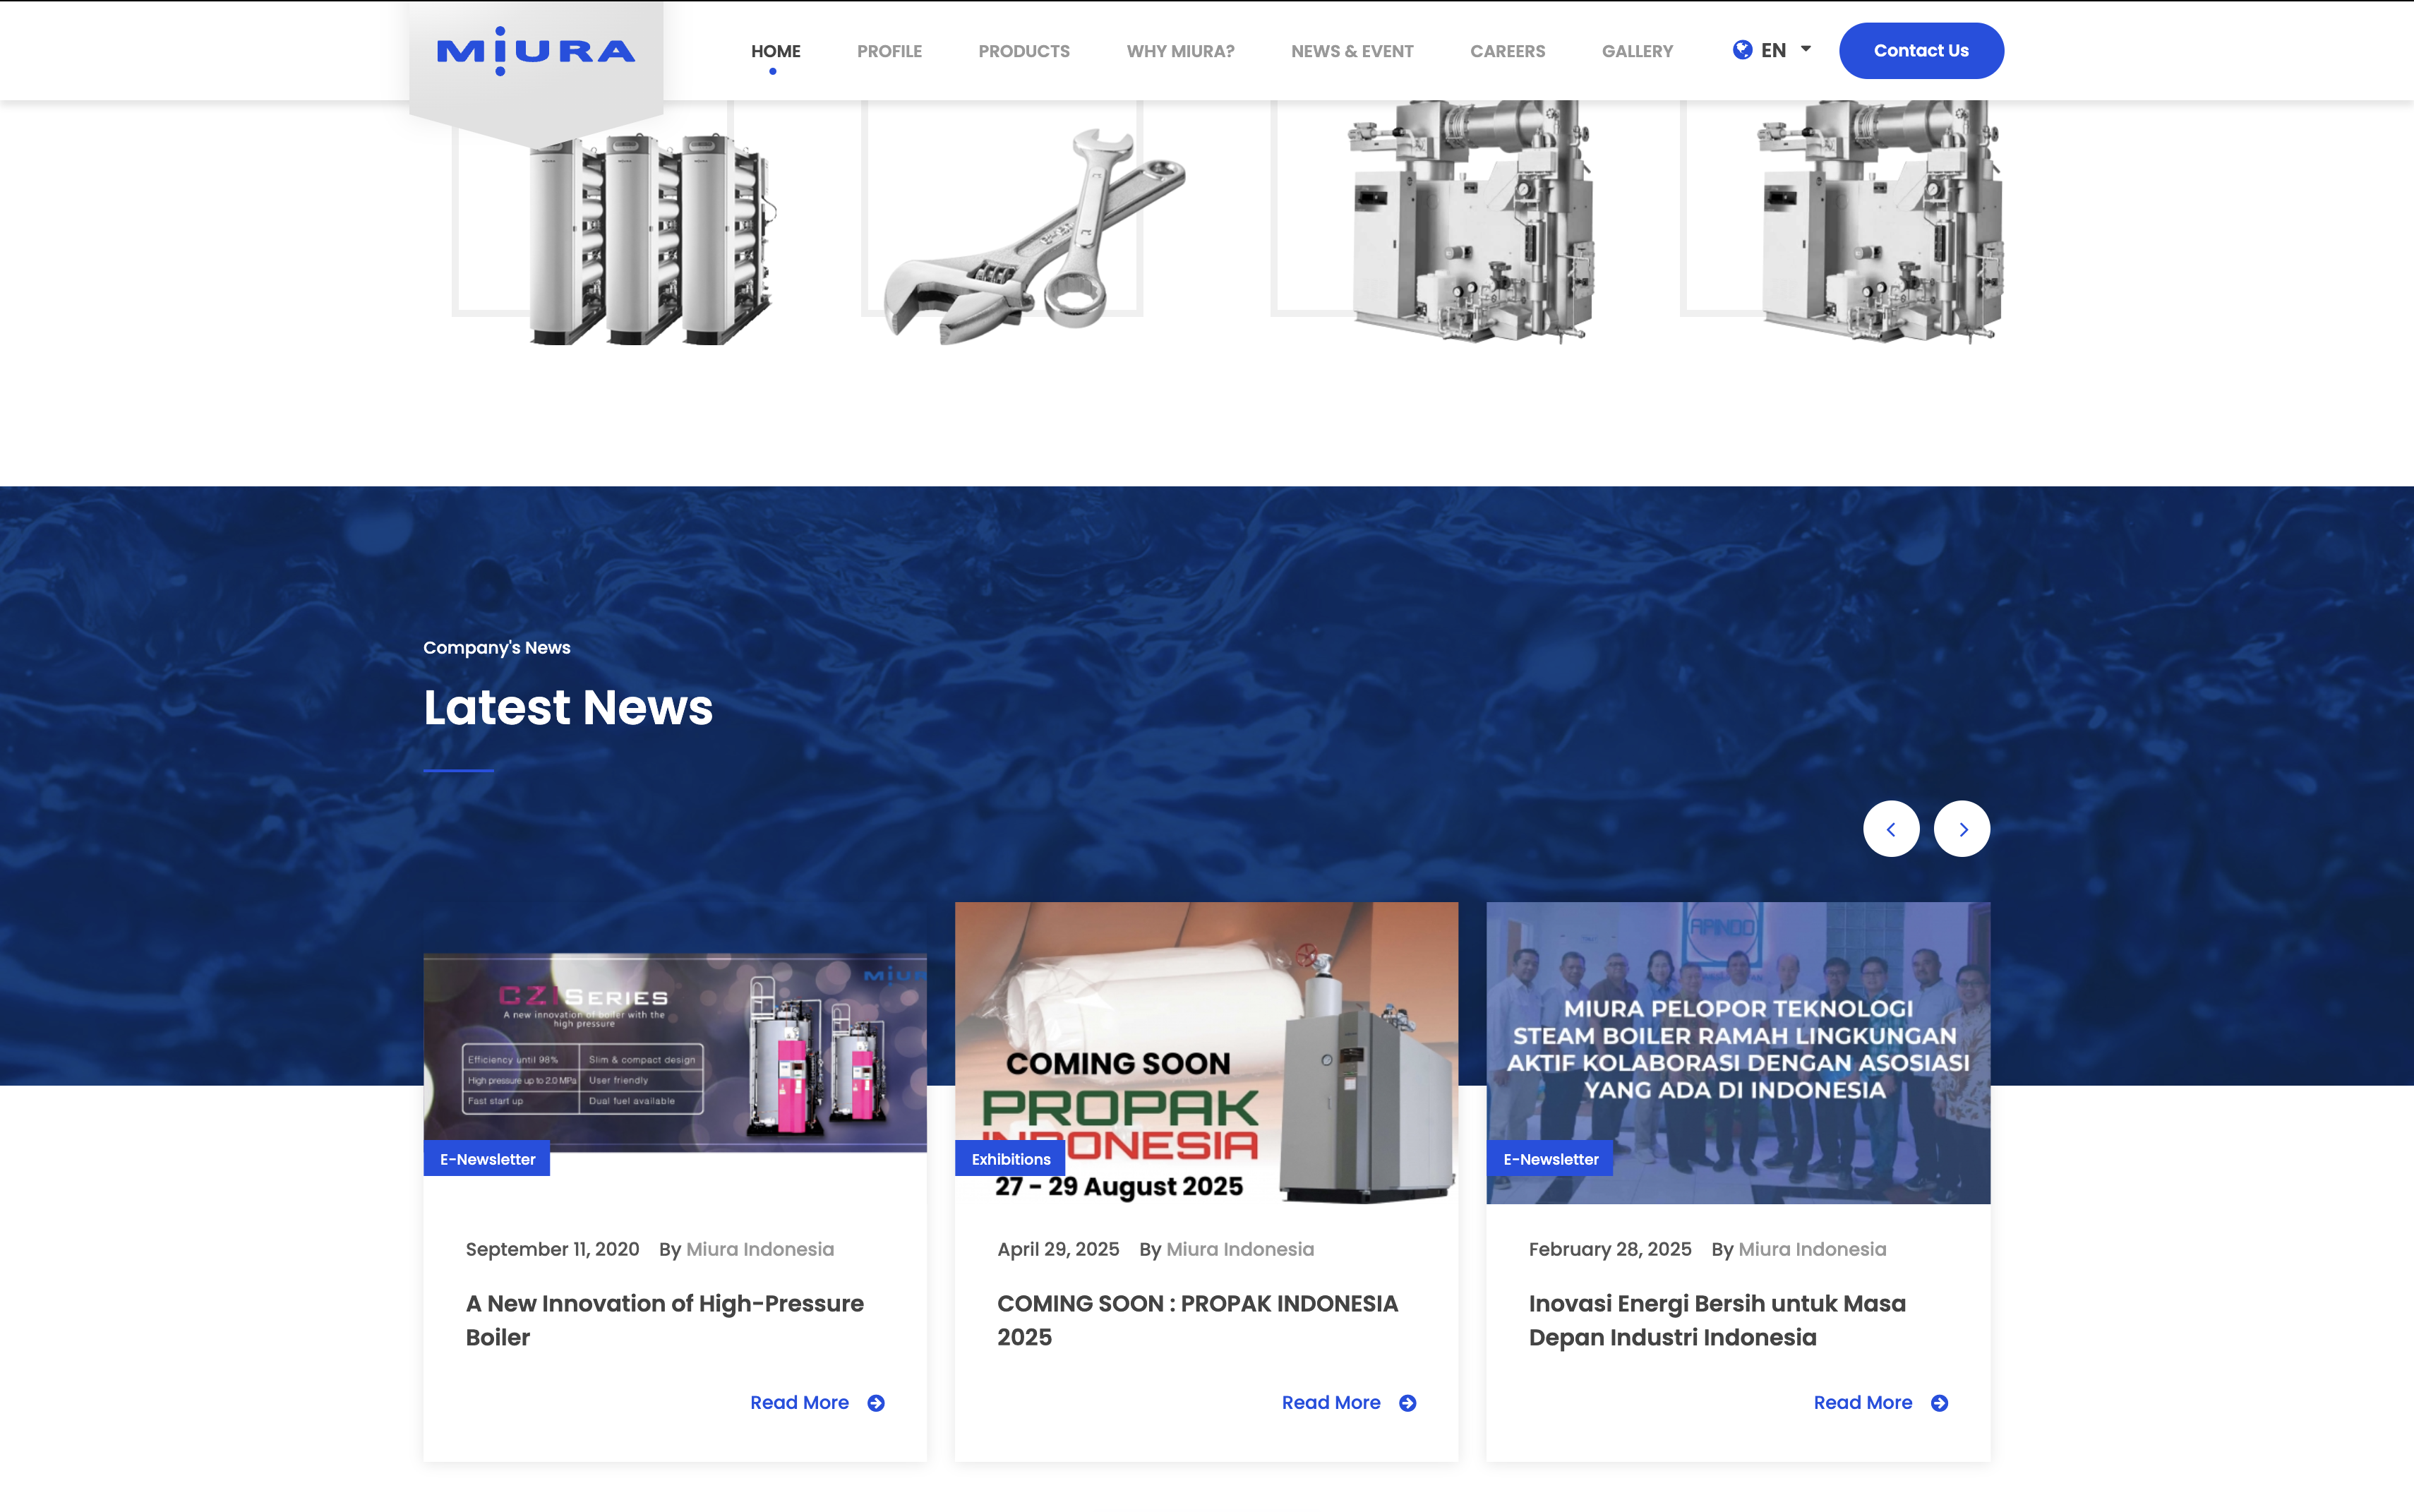 MIURA
HOME
PROFILE
PRODUCTS
WHY MIURA?
NEWS & EVENT
CAREERS
GALLERY
EN
Contact Us
Company's News
Latest News
MIUR
CZI SERIES
A new innovation of boiler with the
high pressure
Efficiency until 98%
Slim & compact design
High pressure up to 2.0 MPa
User friendly
Fast start up
Dual fuel available
E-Newsletter
September 11, 2020
By Miura Indonesia
A New Innovation of High-Pressure
Boiler
Read More
COMING SOON
PROPAK
INDONESIA
27 - 29 August 2025
Exhibitions
April 29, 2025
By Miura Indonesia
COMING SOON : PROPAK INDONESIA
2025
Read More
APINDO
MIURA PELOPOR TEKNOLOGI
STEAM BOILER RAMAH LINGKUNGAN
AKTIF KOLABORASI DENGAN ASOSIASI
YANG ADA DI INDONESIA
E-Newsletter
February 28, 2025
By Miura Indonesia
Inovasi Energi Bersih untuk Masa
Depan Industri Indonesia
Read More